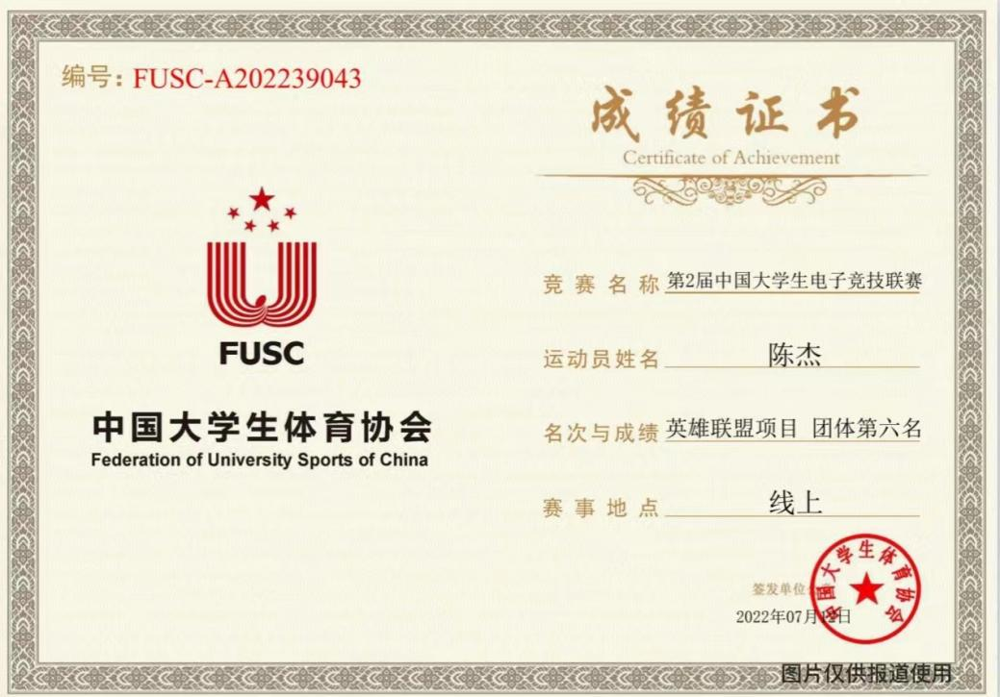 编号：FUSC-A202239043
FUSC
中国大学生体育协会
Federation of University Sports of China
成绩证书
Certificate of Achievement
竞赛名称 第2届中国大学生电子竞技联赛
运动员姓名 陈杰
名次与成绩 英雄联盟项目 团体第六名
赛事地点 线上
签发单位
2022年07月12日
中国大学生体育协会
图片仅供报道使用